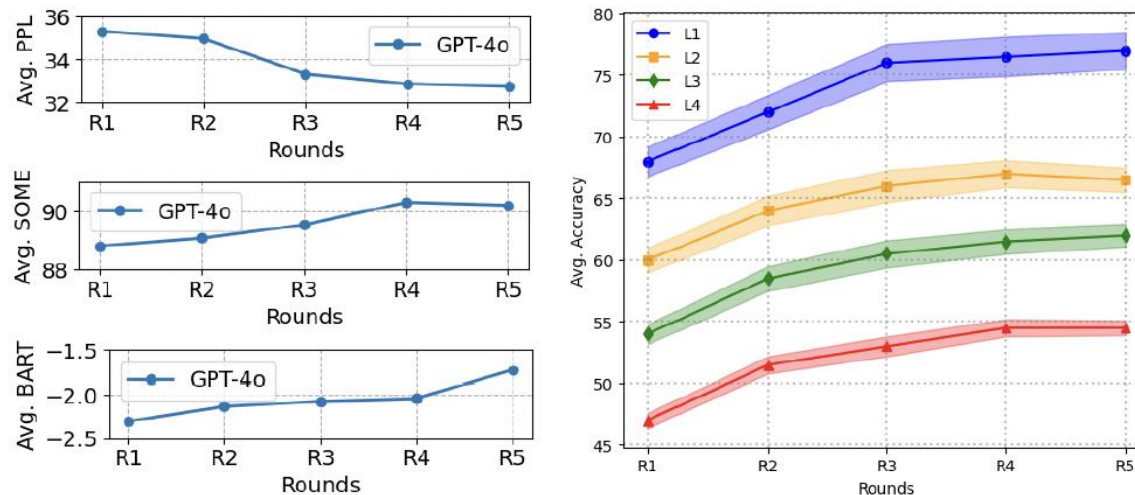 36
34
32
Avg. PPL
GPT-4o
R1 R2 R3 R4 R5
Rounds
90
88
Avg. SOME
GPT-4o
R1 R2 R3 R4 R5
Rounds
−1.5
−2.0
−2.5
Avg. BART
GPT-4o
R1 R2 R3 R4 R5
Rounds
80
75
70
65
60
55
50
45
Avg. Accuracy
L1
L2
L3
L4
R1 R2 R3 R4 R5
Rounds